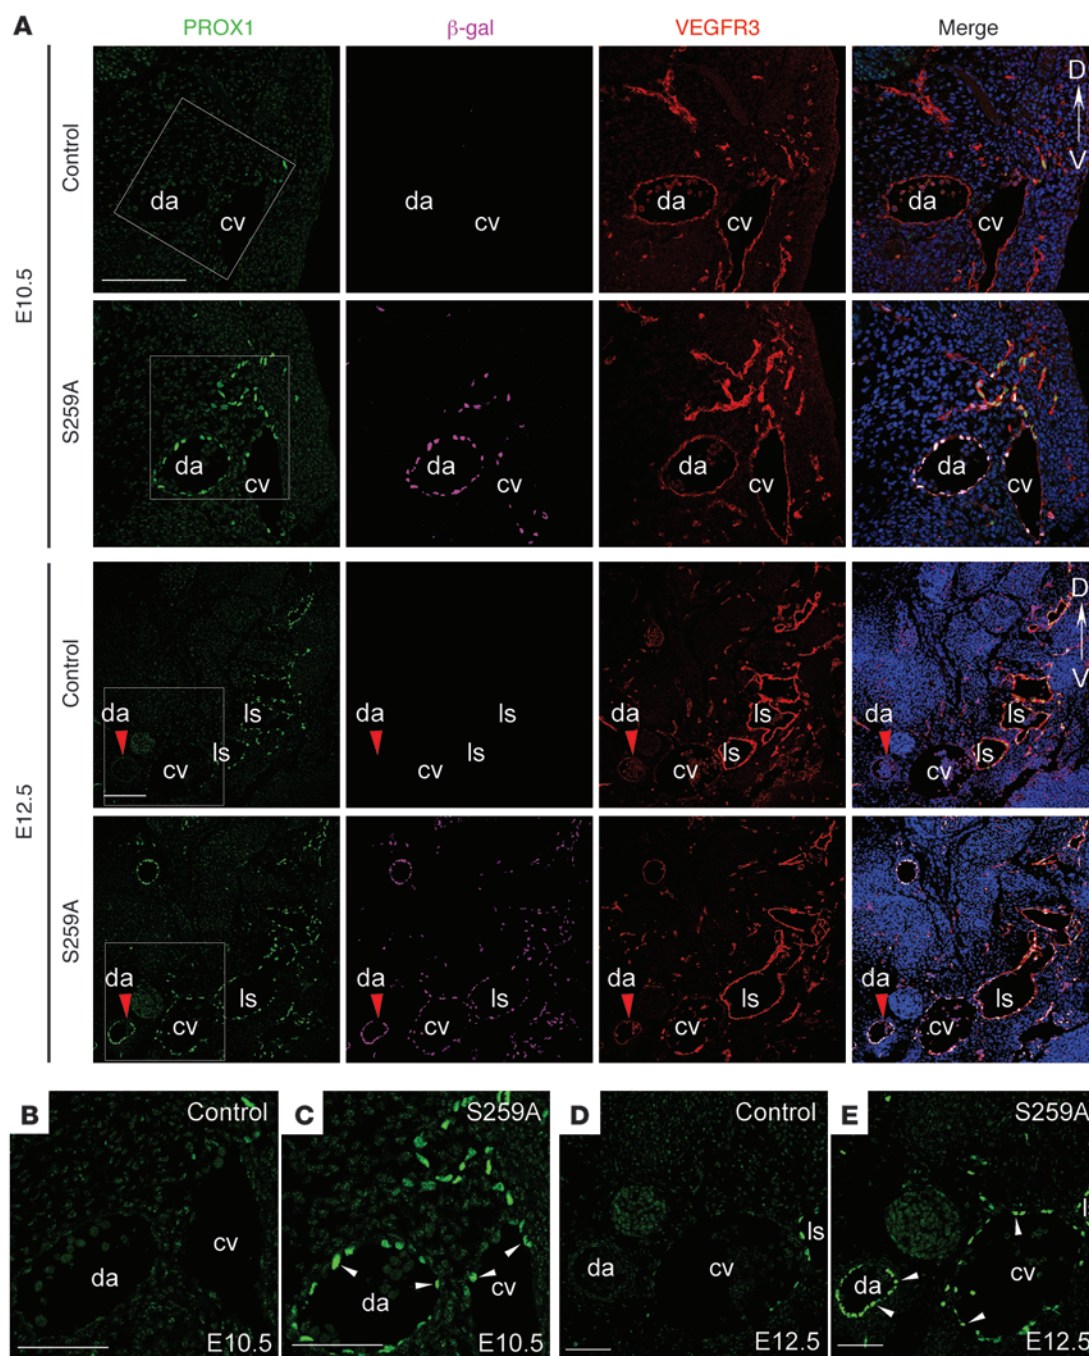 A PROX1 β-gal VEGFR3 Merge
E10.5
Control
da cv
da cv
da cv
da cv D V
S259A
da cv
da cv
da cv
da cv
E12.5
Control
da cv ls ls
da cv ls ls
da cv ls ls
da cv ls ls D V
S259A
da cv ls
da cv ls
da cv ls
da cv ls
B Control da cv E10.5
C S259A da cv E10.5
D Control da cv ls E12.5
E S259A da cv ls E12.5